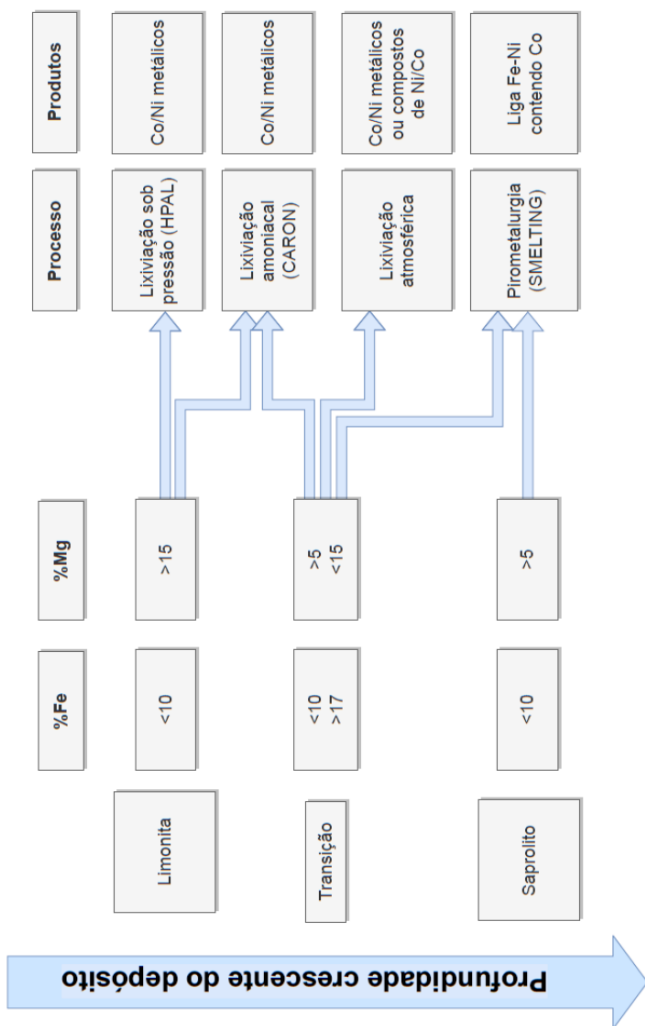 %Fe
%Mg
Processo
Produtos
Limonita
<10
>15
Lixiviação sob
pressão (HPAL)
Co/Ni metálicos
Lixiviação
amoniacal
(CARON)
Co/Ni metálicos
Transição
<10
>17
>5
<15
Lixiviação
atmosférica
Co/Ni metálicos
ou compostos
de Ni/Co
Saprolito
<10
>5
Pirometalurgia
(SMELTING)
Liga Fe-Ni
contendo Co
Profundidade crescente do depósito